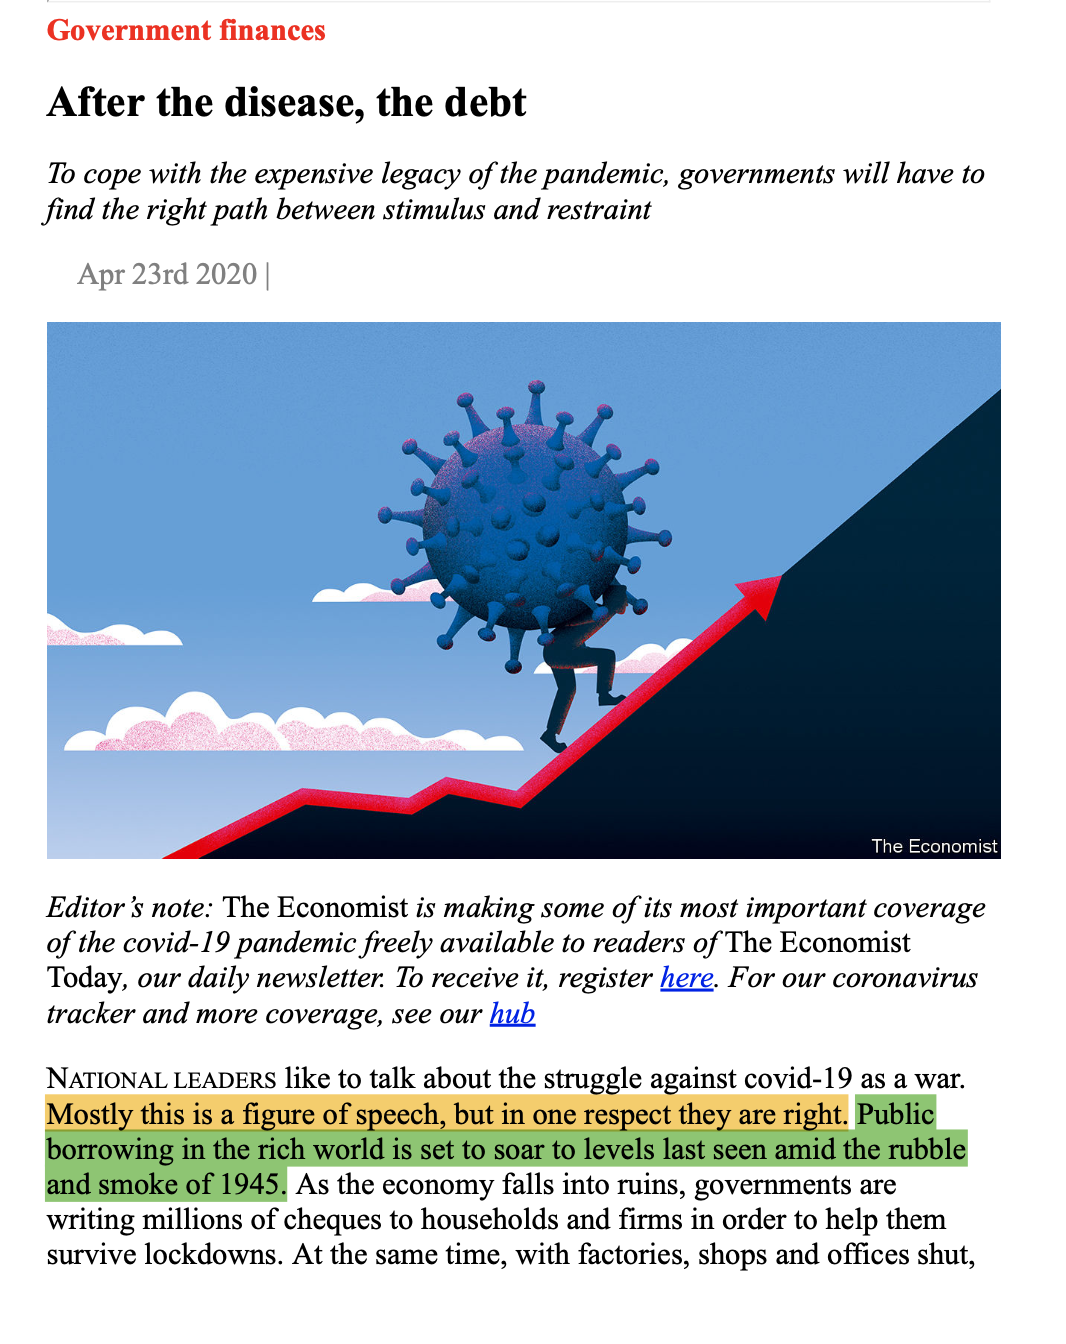 Government finances
After the disease, the debt
To cope with the expensive legacy of the pandemic, governments will have to
find the right path between stimulus and restraint
Apr 23rd 2020 |
The Economist
Editor’s note: The Economist is making some of its most important coverage
of the covid-19 pandemic freely available to readers of The Economist
Today, our daily newsletter. To receive it, register here. For our coronavirus
tracker and more coverage, see our hub
NATIONAL LEADERS like to talk about the struggle against covid-19 as a war.
Mostly this is a figure of speech, but in one respect they are right. Public
borrowing in the rich world is set to soar to levels last seen amid the rubble
and smoke of 1945. As the economy falls into ruins, governments are
writing millions of cheques to households and firms in order to help them
survive lockdowns. At the same time, with factories, shops and offices shut,